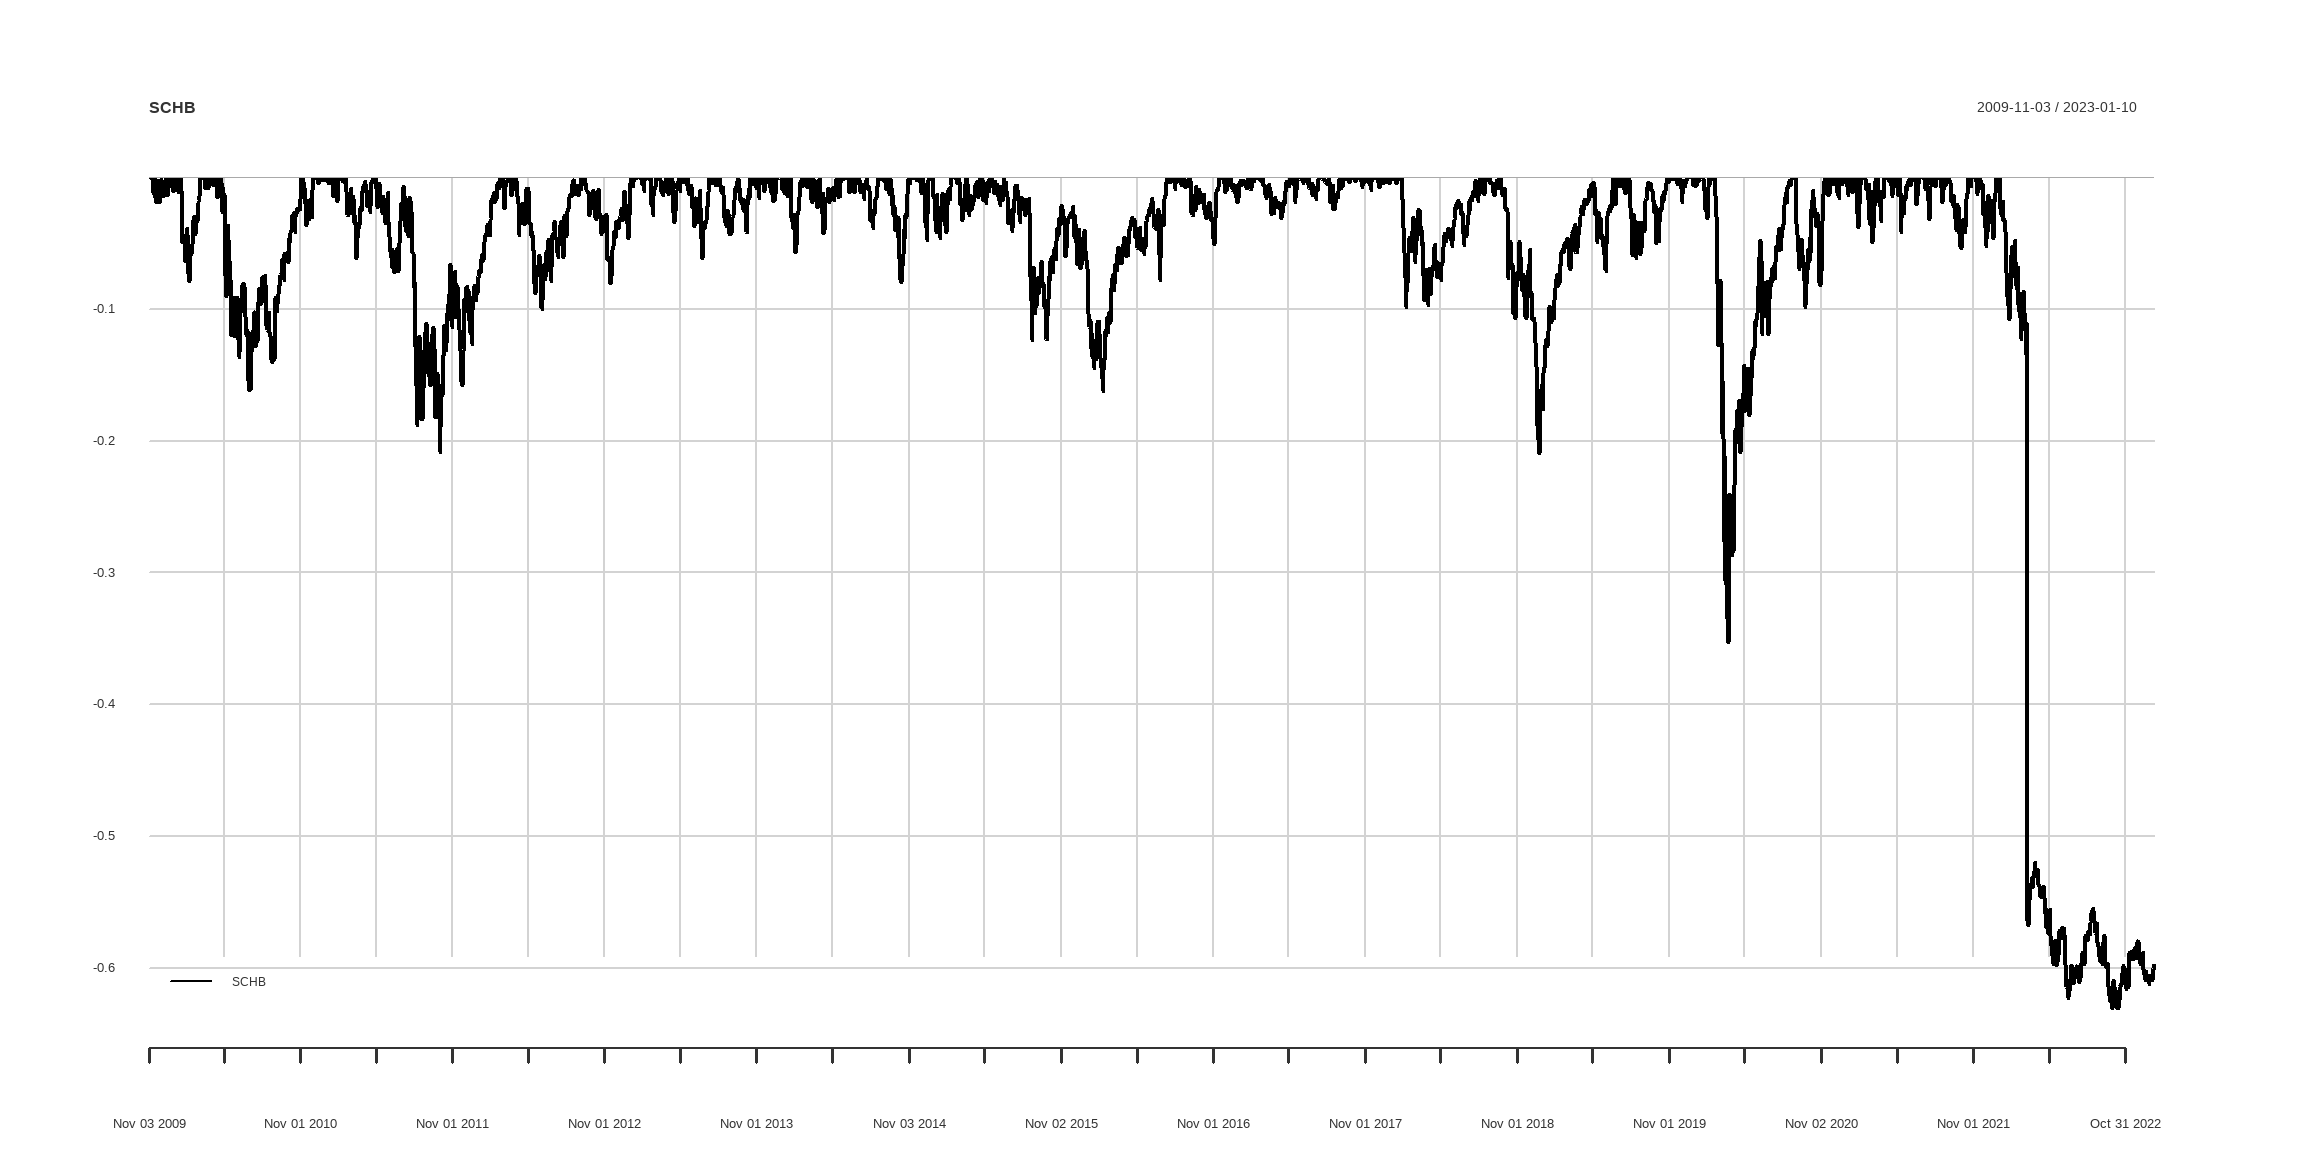 SCHB
2009-11-03 / 2023-01-10
-0.1
-0.2
-0.3
-0.4
-0.5
-0.6
SCHB
Nov 03 2009
Nov 01 2010
Nov 01 2011
Nov 01 2012
Nov 01 2013
Nov 03 2014
Nov 02 2015
Nov 01 2016
Nov 01 2017
Nov 01 2018
Nov 01 2019
Nov 02 2020
Nov 01 2021
Oct 31 2022